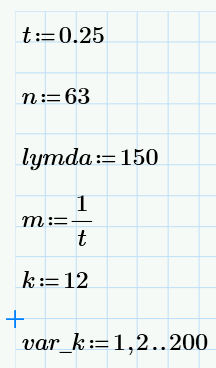 t:=0.25
n:=63
lymda:=150
m:=1/t
k:=12
var_k:=1,2..200